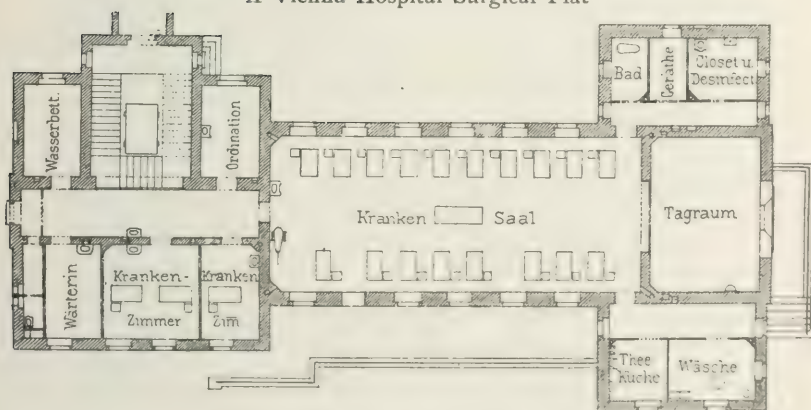 A Vienna Hospital Surgical Flat
Wasserbett.
Ordination
Bad
Geräthe
Closet u.
Desinfect.
Kranken Saal
Tagraum
Wärterin
Kranken-
Zimmer
Kranken
Zim
Thee
Küche
Wäsche